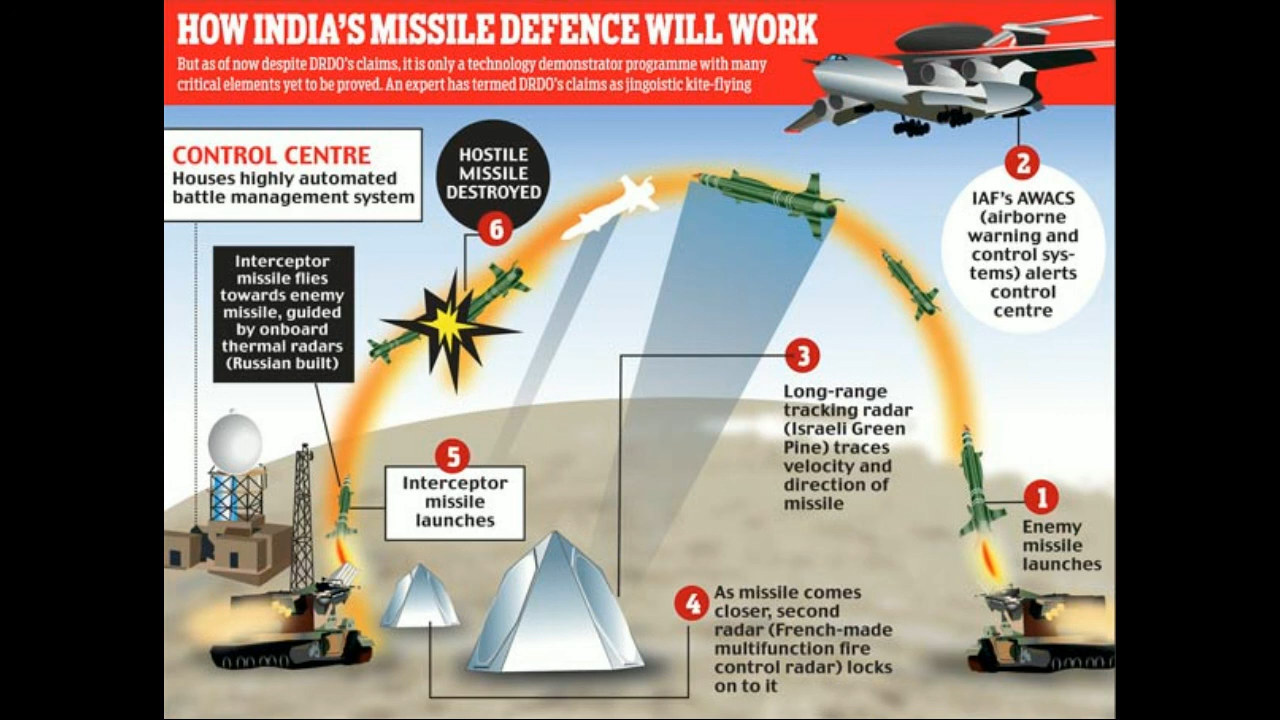 HOW INDIA'S MISSILE DEFENCE WILL WORK
But as of now despite DRDO's claims, it is only a technology demonstrator programme with many
critical elements yet to be proved. An expert has termed DRDO's claims as jingoistic kite-flying
CONTROL CENTRE
Houses highly automated
battle management system
HOSTILE
MISSILE
DESTROYED
6
2
IAF's AWACS
(airborne
warning and
control sys-
tems) alerts
control
centre
Interceptor
missile flies
towards enemy
missile, guided
by onboard
thermal radars
(Russian built)
3
Long-range
tracking radar
(Israeli Green
Pine) traces
velocity and
direction of
missile
5
Interceptor
missile
launches
1
Enemy
missile
launches
4
As missile comes
closer, second
radar (French-made
multifunction fire
control radar) locks
on to it